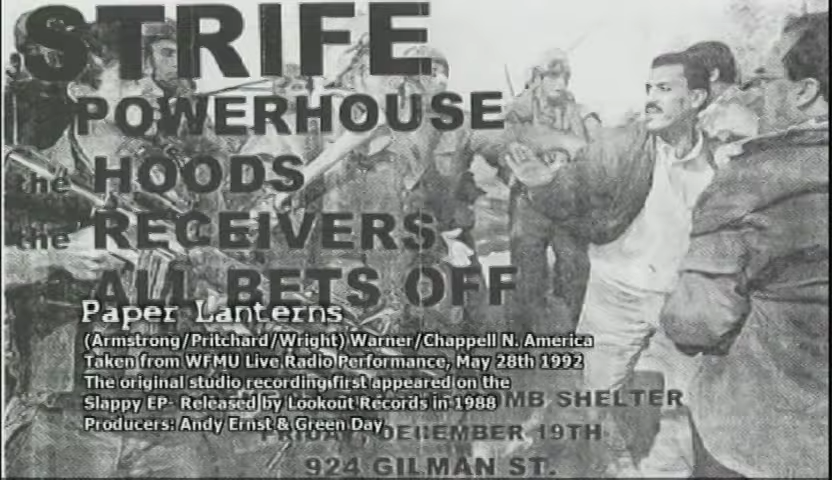 STRIFE
POWERHOUSE
the HOODS
the RECEIVERS
ALL BETS OFF
Paper Lanterns
(Armstrong/Pritchard/Wright) Warner/Chappell N. America
Taken from WFMU Live Radio Performance, May 28th 1992
The original studio recording first appeared on the
Slappy EP- Released by Lookout Records in 1988
MB SHELTER
Producers: Andy Ernst & Green Day
FRIDAY, DECEMBER 19TH
924 GILMAN ST.